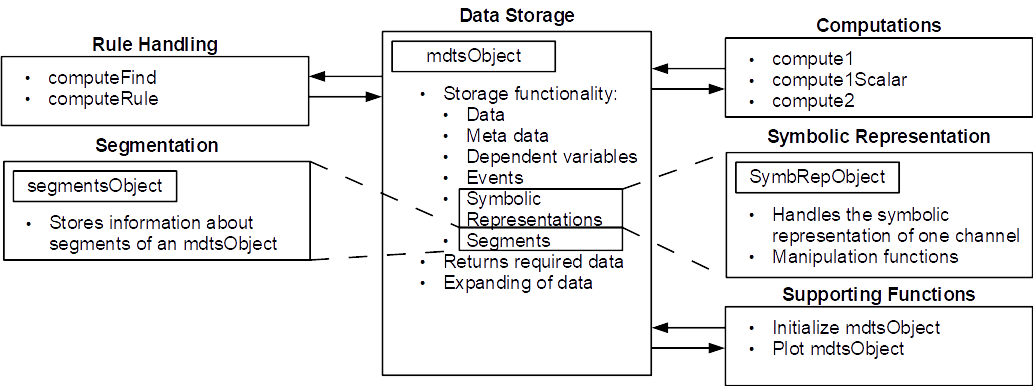 Rule Handling
• computeFind
• computeRule
Segmentation
segmentsObject
• Stores information about
segments of an mdtsObject
Data Storage
mdtsObject
• Storage functionality:
• Data
• Meta data
• Dependent variables
• Events
• Symbolic
Representations
• Segments
• Returns required data
• Expanding of data
Computations
• compute1
• compute1Scalar
• compute2
Symbolic Representation
SymbRepObject
• Handles the symbolic
representation of one channel
• Manipulation functions
Supporting Functions
• Initialize mdtsObject
• Plot mdtsObject